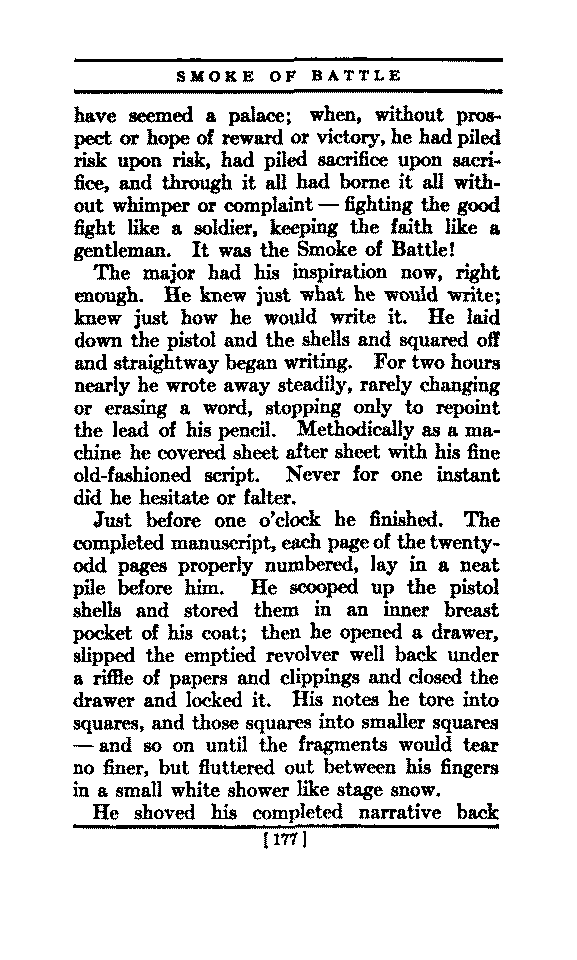 SMOKE OF BATTLE
have seemed a palace; when, without pros-
pect or hope of reward or victory, he had piled
risk upon risk, had piled sacrifice upon sacri-
fice, and through it all had borne it all with-
out whimper or complaint — fighting the good
fight like a soldier, keeping the faith like a
gentleman. It was the Smoke of Battle!
The major had his inspiration now, right
enough. He knew just what he would write;
knew just how he would write it. He laid
down the pistol and the shells and squared off
and straightway began writing. For two hours
nearly he wrote away steadily, rarely changing
or erasing a word, stopping only to repoint
the lead of his pencil. Methodically as a ma-
chine he covered sheet after sheet with his fine
old-fashioned script. Never for one instant
did he hesitate or falter.
Just before one o'clock he finished. The
completed manuscript, each page of the twenty-
odd pages properly numbered, lay in a neat
pile before him. He scooped up the pistol
shells and stored them in an inner breast
pocket of his coat; then he opened a drawer,
slipped the emptied revolver well back under
a riffle of papers and clippings and closed the
drawer and locked it. His notes he tore into
squares, and those squares into smaller squares
— and so on until the fragments would tear
no finer, but fluttered out between his fingers
in a small white shower like stage snow.
He shoved his completed narrative back
[ 177 ]